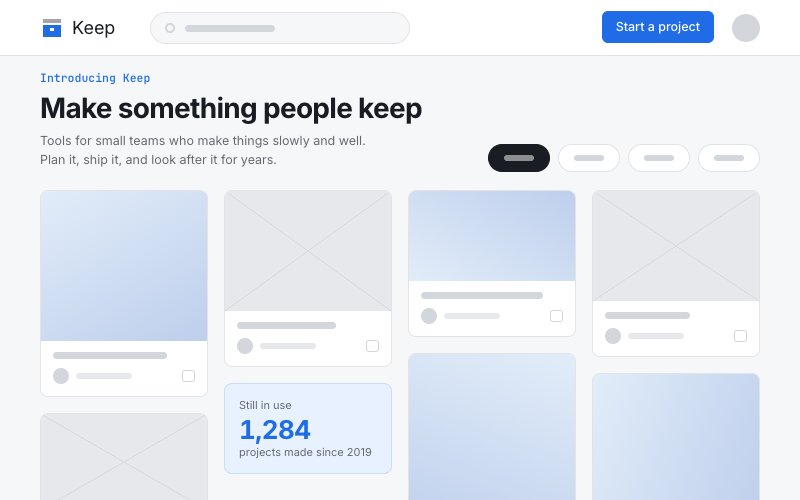 Keep
Start a project
Introducing Keep
Make something people keep
Tools for small teams who make things slowly and well.
Plan it, ship it, and look after it for years.
Still in use
1,284
projects made since 2019